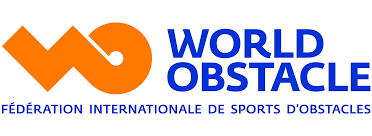 WORLD
OBSTACLE
FÉDÉRATION INTERNATIONALE DE SPORTS D'OBSTACLES